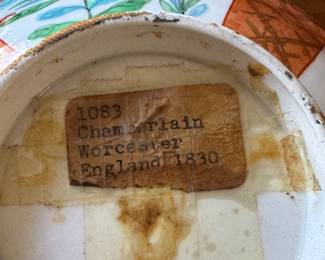 1083
Chamberlain
Worcester
England 1830